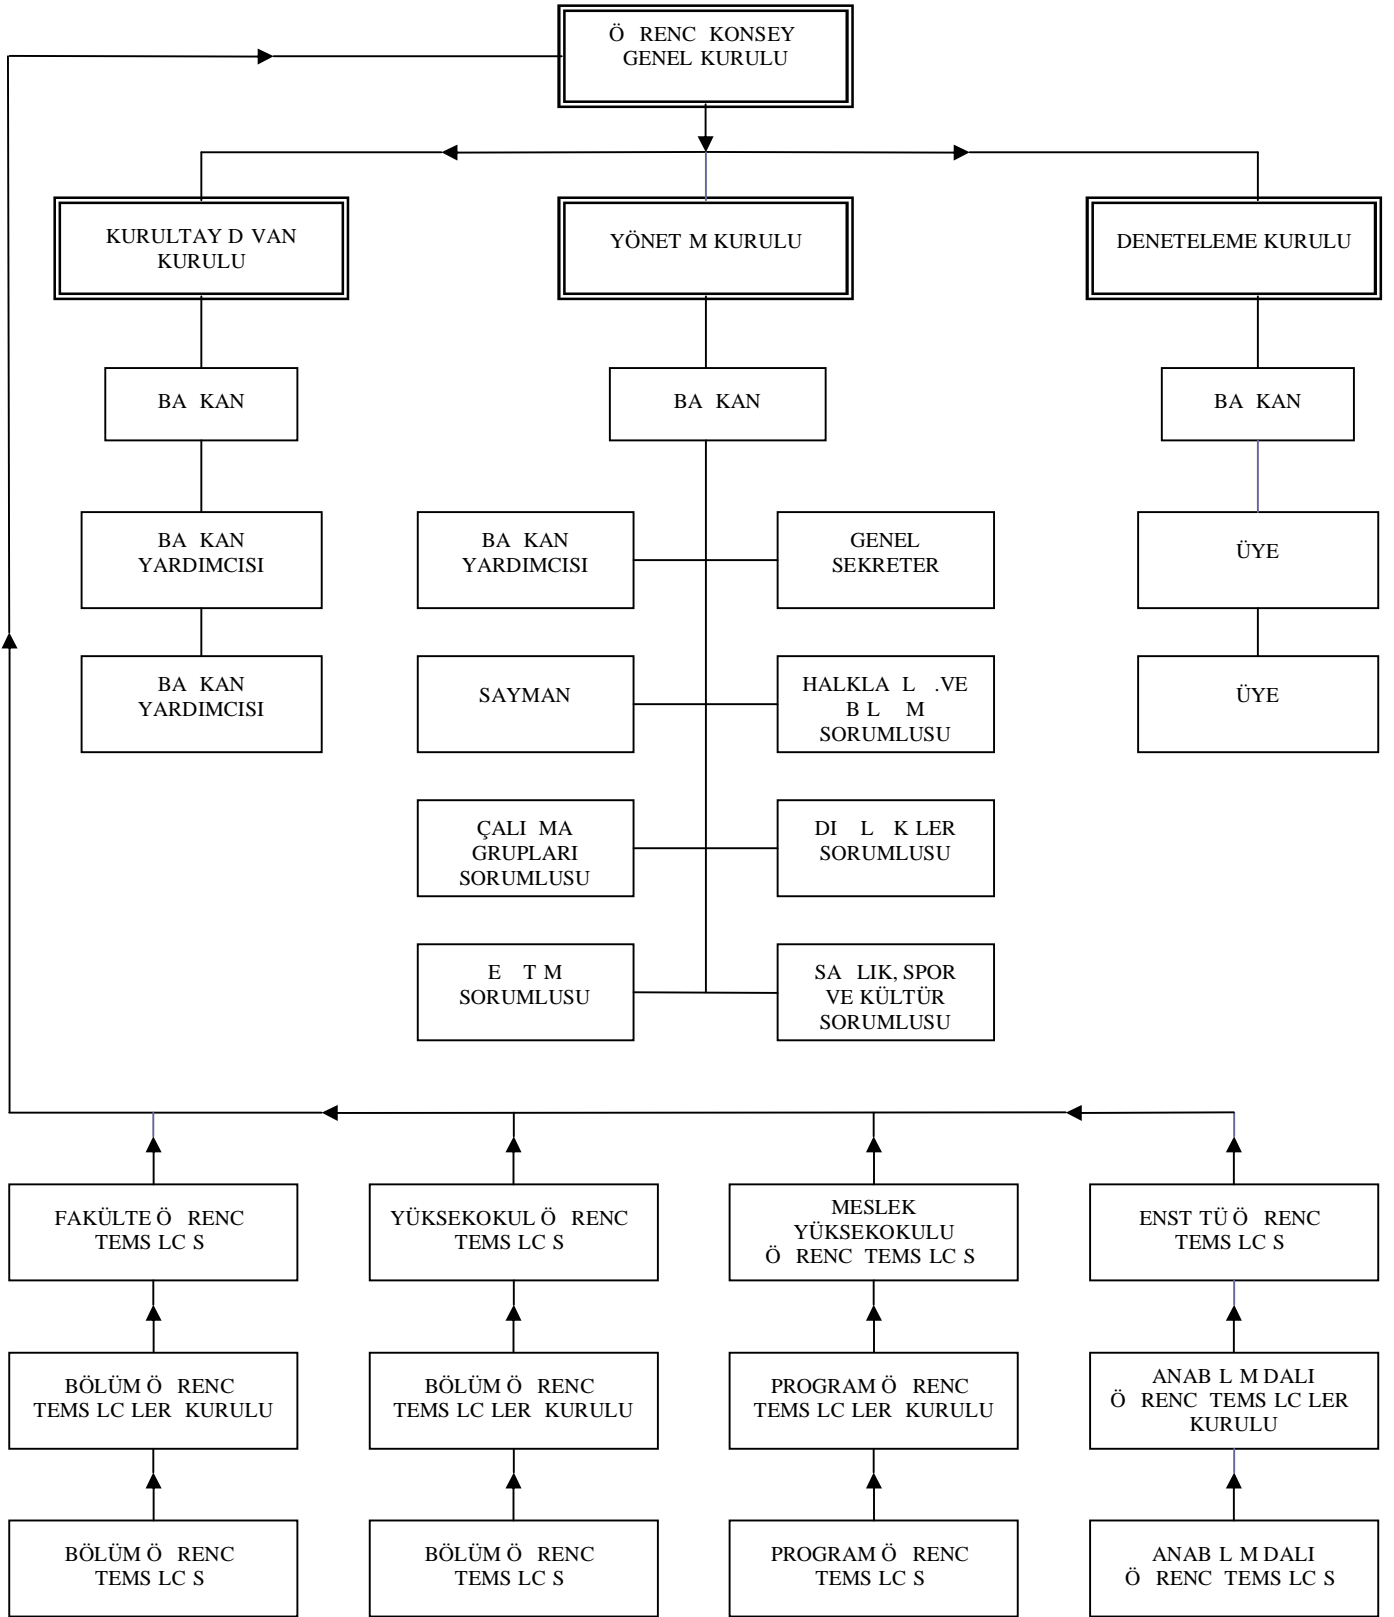 Ö RENC KONSEY
GENEL KURULU
KURULTAY D VAN
KURULU
YÖNET M KURULU
DENETELEME KURULU
BA KAN
BA KAN
BA KAN
BA KAN
YARDIMCISI
BA KAN
YARDIMCISI
GENEL
SEKRETER
ÜYE
BA KAN
YARDIMCISI
SAYMAN
HALKLA L .VE
B L M
SORUMLUSU
ÜYE
ÇALI MA
GRUPLARI
SORUMLUSU
DI L K LER
SORUMLUSU
E T M
SORUMLUSU
SA LIK, SPOR
VE KÜLTÜR
SORUMLUSU
FAKÜLTE Ö RENC
TEMS LC S
YÜKSEKOKUL Ö RENC
TEMS LC S
MESLEK
YÜKSEKOKULU
Ö RENC TEMS LC S
ENST TÜ Ö RENC
TEMS LC S
BÖLÜM Ö RENC
TEMS LC LER KURULU
BÖLÜM Ö RENC
TEMS LC LER KURULU
PROGRAM Ö RENC
TEMS LC LER KURULU
ANAB L M DALI
Ö RENC TEMS LC LER
KURULU
BÖLÜM Ö RENC
TEMS LC S
BÖLÜM Ö RENC
TEMS LC S
PROGRAM Ö RENC
TEMS LC S
ANAB L M DALI
Ö RENC TEMS LC S